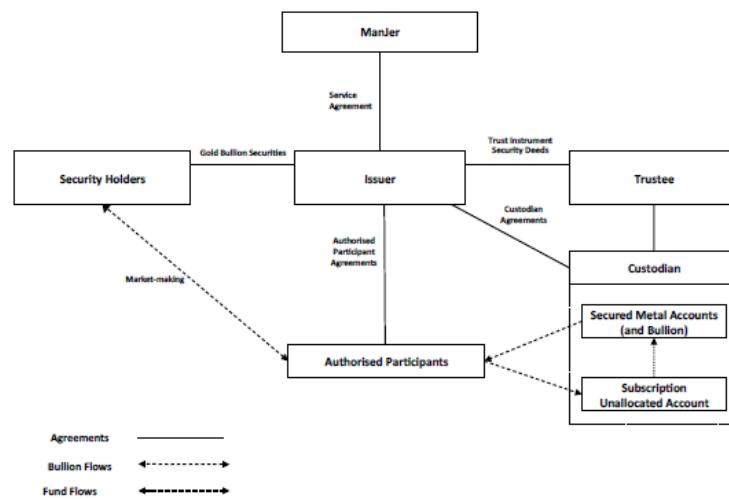 ManJer
Service
Agreement
Gold Bullion Securities
Trust Instrument
Security Deeds
Security Holders
Issuer
Trustee
Custodian
Agreements
Authorised
Participant
Agreements
Custodian
Market-making
Secured Metal Accounts
(and Bullion)
Authorised Participants
Subscription
Unallocated Account
Agreements
Bullion Flows
Fund Flows